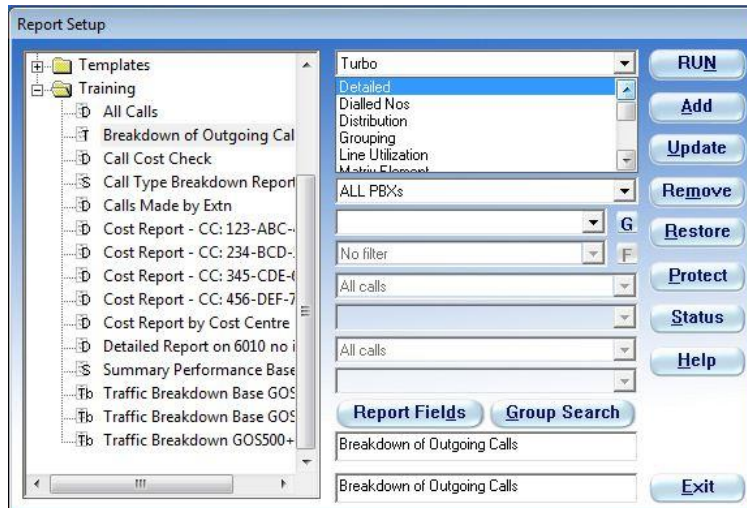 Report Setup
Templates
Training
D All Calls
T Breakdown of Outgoing Cal
D Call Cost Check
S Call Type Breakdown Report
D Calls Made by Extn
D Cost Report - CC: 123-ABC-
D Cost Report - CC: 234-BCD-
D Cost Report - CC: 345-CDE-
D Cost Report - CC: 456-DEF-7
D Cost Report by Cost Centre
D Detailed Report on 6010 no i
S Summary Performance Base
Tb Traffic Breakdown Base GOS
Tb Traffic Breakdown Base GOS
Tb Traffic Breakdown GOS500+
Turbo
Detailed
Dialled Nos
Distribution
Grouping
Line Utilization
Matrix Element
ALL PBXs
G
No filter
F
All calls
All calls
Report Fields
Group Search
Breakdown of Outgoing Calls
Breakdown of Outgoing Calls
RUN
Add
Update
Remove
Restore
Protect
Status
Help
Exit